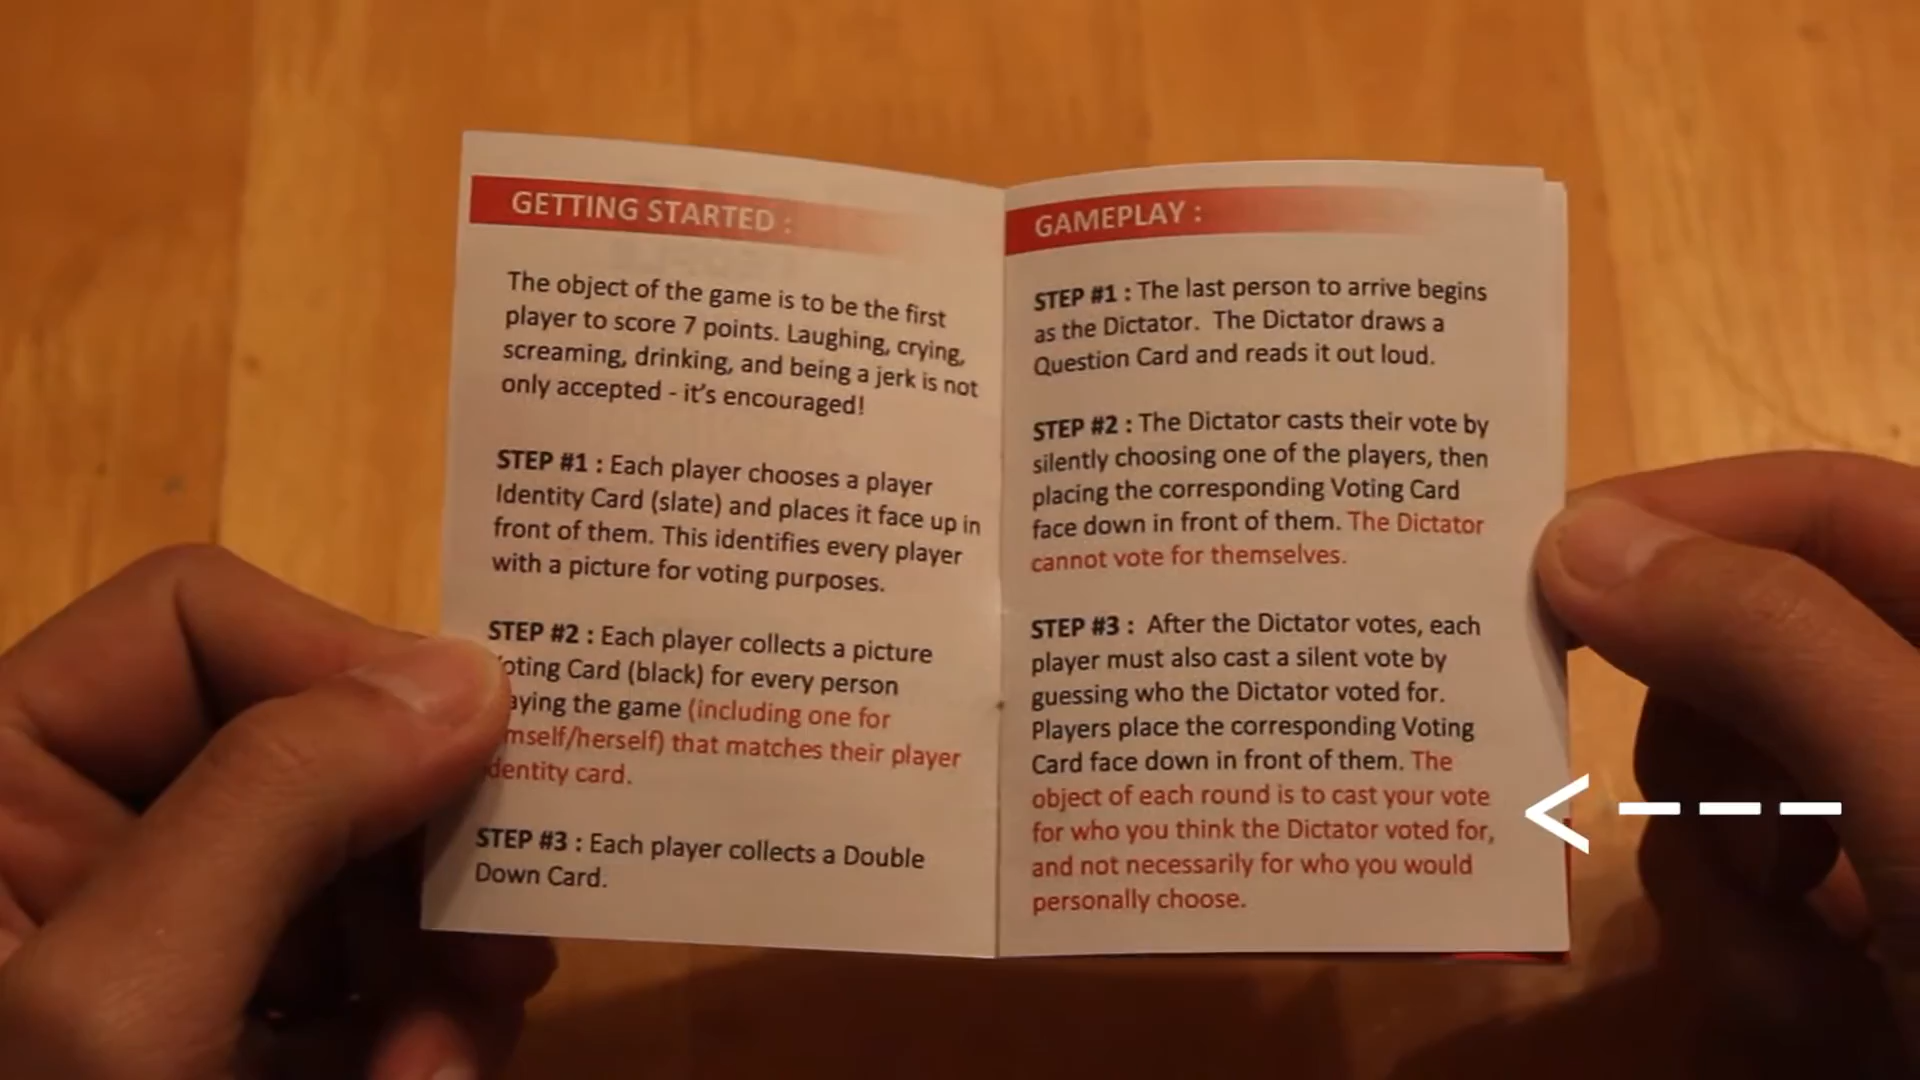 GETTING STARTED :
The object of the game is to be the first
player to score 7 points. Laughing, crying,
screaming, drinking, and being a jerk is not
only accepted - it's encouraged!
STEP #1 : Each player chooses a player
Identity Card (slate) and places it face up in
front of them. This identifies every player
with a picture for voting purposes.
STEP #2 : Each player collects a picture
oting Card (black) for every person
aying the game (including one for
mself/herself) that matches their player
dentity card.
STEP #3 : Each player collects a Double
Down Card.
GAMEPLAY :
STEP #1 : The last person to arrive begins
as the Dictator. The Dictator draws a
Question Card and reads it out loud.
STEP #2 : The Dictator casts their vote by
silently choosing one of the players, then
placing the corresponding Voting Card
face down in front of them. The Dictator
cannot vote for themselves.
STEP #3 : After the Dictator votes, each
player must also cast a silent vote by
guessing who the Dictator voted for.
Players place the corresponding Voting
Card face down in front of them. The
object of each round is to cast your vote
for who you think the Dictator voted for,
and not necessarily for who you would
personally choose.